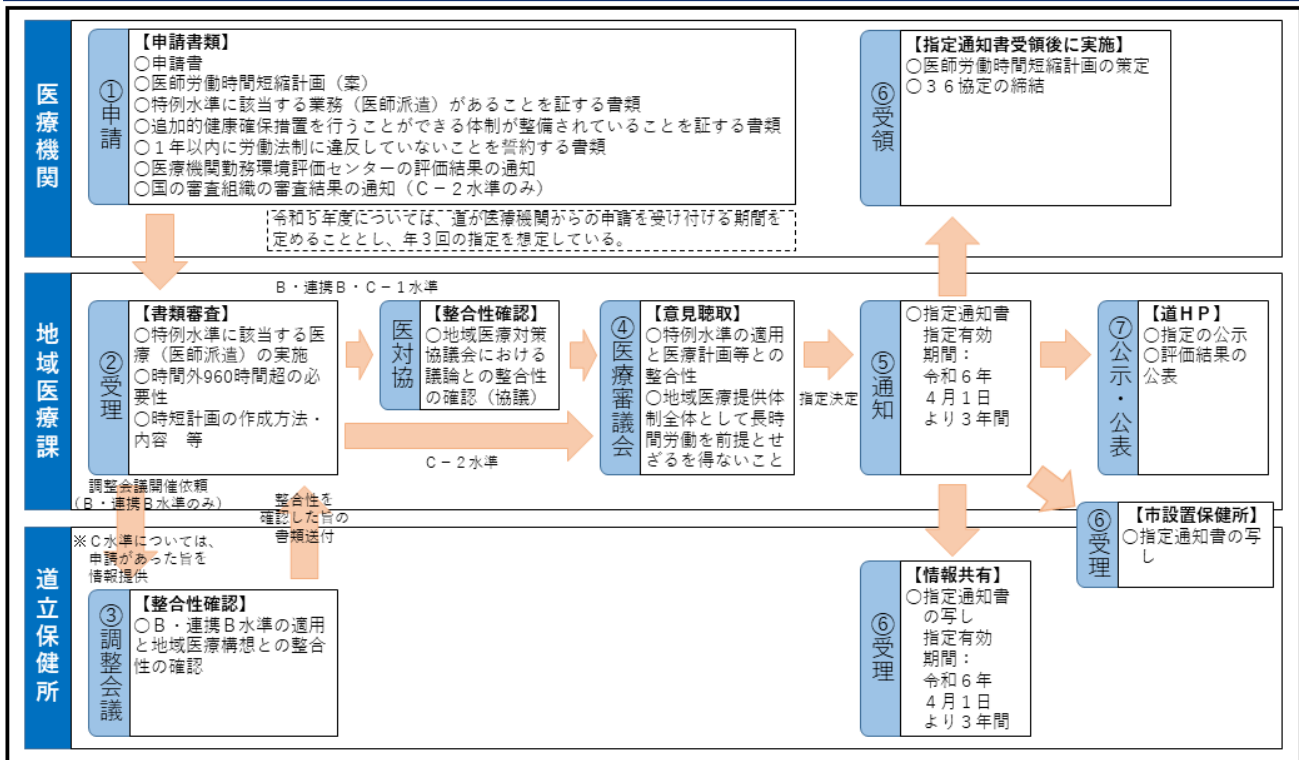 医療機関
①申請
【申請書類】
○申請書
○医師労働時間短縮計画（案）
○特例水準に該当する業務（医師派遣）があることを証する書類
○追加的健康確保措置を行うことができる体制が整備されていることを証する書類
○１年以内に労働法制に違反していないことを誓約する書類
○医療機関勤務環境評価センターの評価結果の通知
○国の審査組織の審査結果の通知（Ｃ－２水準のみ）
令和５年度については、道が医療機関からの申請を受け付ける期間を
定めることとし、年３回の指定を想定している。
⑥受領
【指定通知書受領後に実施】
○医師労働時間短縮計画の策定
○３６協定の締結
地域医療課
②受理
【書類審査】
○特例水準に該当する医
療（医師派遣）の実施
○時間外960時間超の必
要性
○時短計画の作成方法・
内容　等
Ｂ・連携Ｂ・Ｃ－１水準
医対協
【整合性確認】
○地域医療対策
協議会における
議論との整合性
の確認（協議）
Ｃ－２水準
④医療審議会
【意見聴取】
○特例水準の適用
と医療計画等との
整合性
○地域医療提供体
制全体として長時
間労働を前提とせ
ざるを得ないこと
指定決定
⑤通知
○指定通知書
指定有効
期間：
令和６年
４月１日
より３年間
⑦公示・公表
【道ＨＰ】
○指定の公示
○評価結果の
公表
調整会議開催依頼
（Ｂ・連携Ｂ水準のみ）
整合性を
確認した旨の
書類送付
道立保健所
※Ｃ水準については、
申請があった旨を
情報提供
③調整会議
【整合性確認】
○Ｂ・連携Ｂ水準の適用
と地域医療構想との整合
性の確認
⑥受理
【情報共有】
○指定通知書
の写し
指定有効
期間：
令和６年
４月１日
より３年間
⑥受理
【市設置保健所】
○指定通知書の写
し